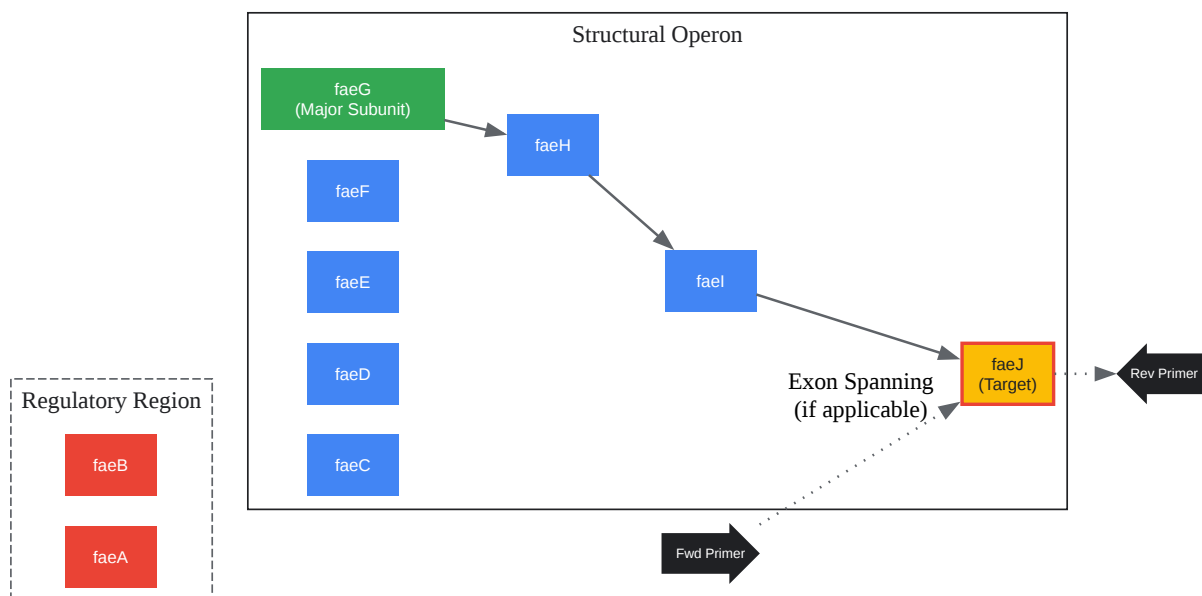 Structural Operon
faeG
(Major Subunit)
faeH
faeF
faeE
faeI
faeD
faeJ
(Target)
Rev Primer
Exon Spanning
(if applicable)
Regulatory Region
faeB
faeC
Fwd Primer
faeA